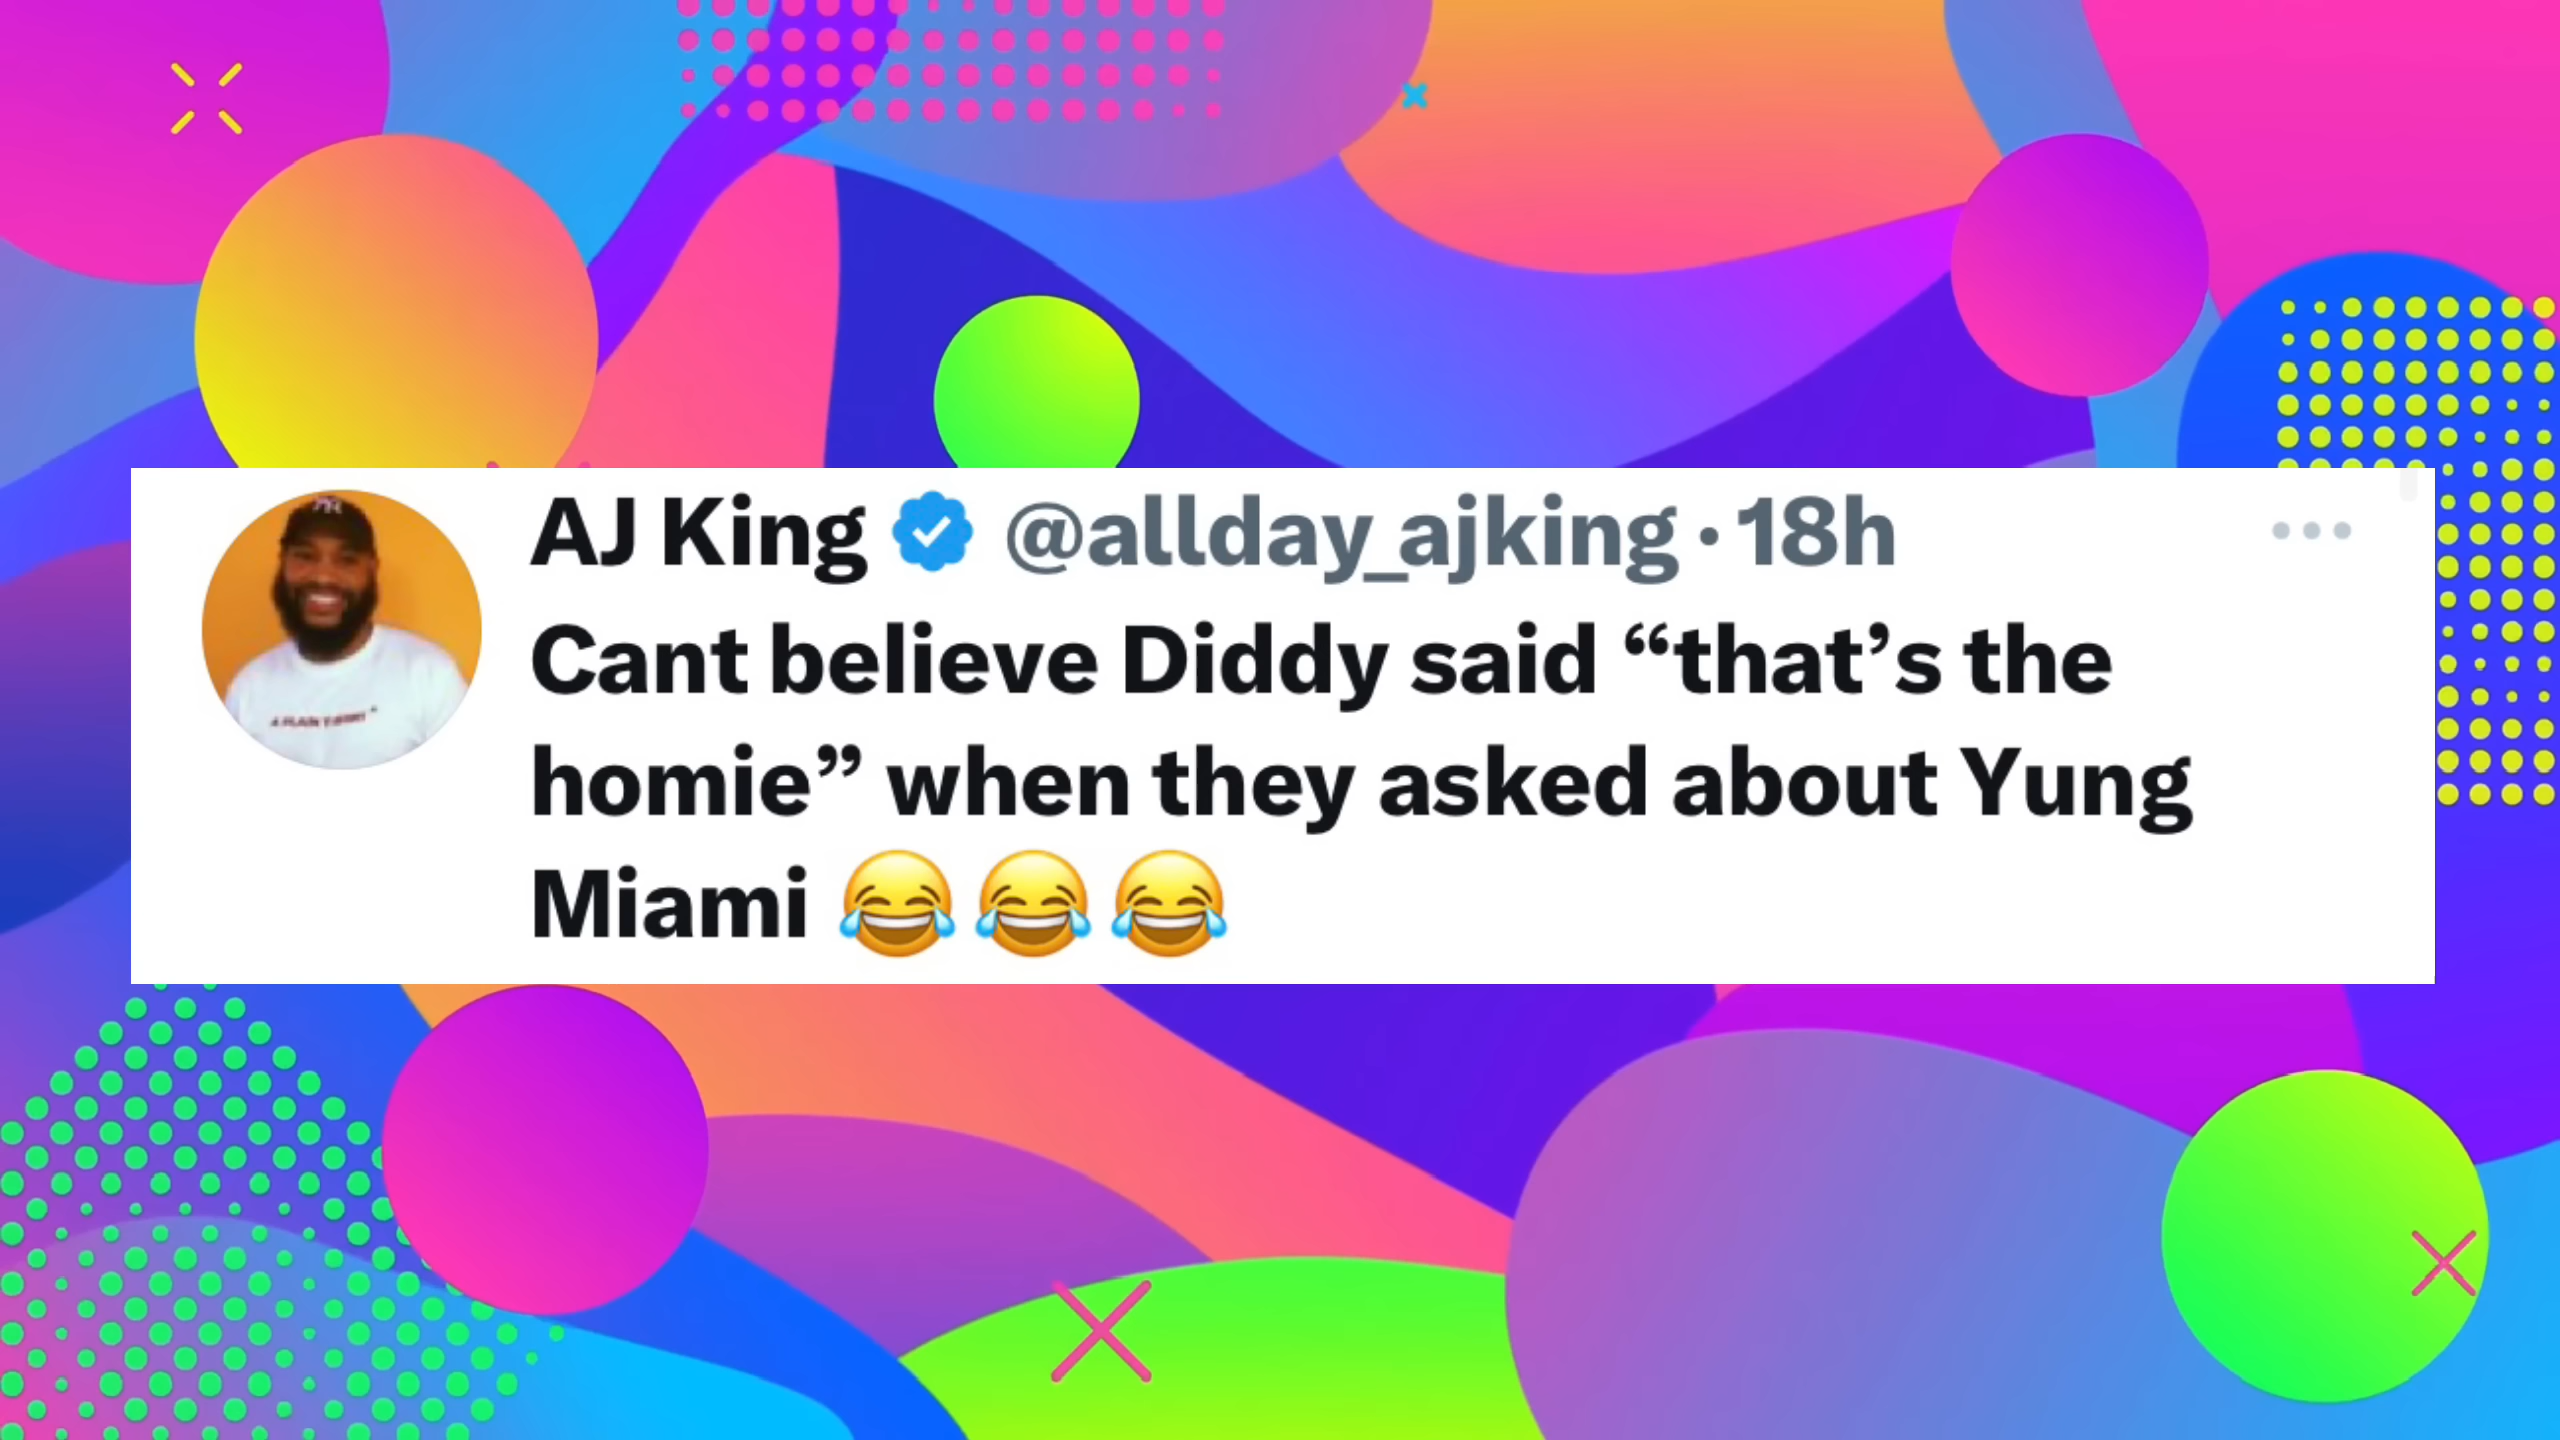 AJ King @allday_ajking · 18h
Cant believe Diddy said “that’s the
homie” when they asked about Yung
Miami 😂😂😂